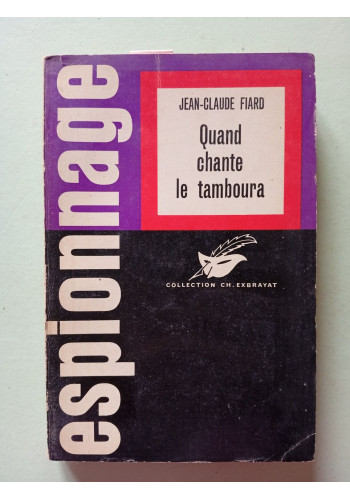 espionnage
JEAN-CLAUDE FIARD
Quand
chante
le tamboura
COLLECTION CH. EXBRAYAT